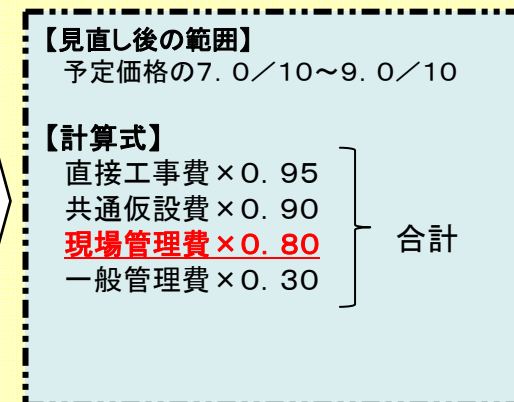 【見直し後の範囲】
予定価格の7．0／10～9．0／10
【計算式】
直接工事費×0．95
共通仮設費×0．90
現場管理費×0．80
一般管理費×0．30
合計